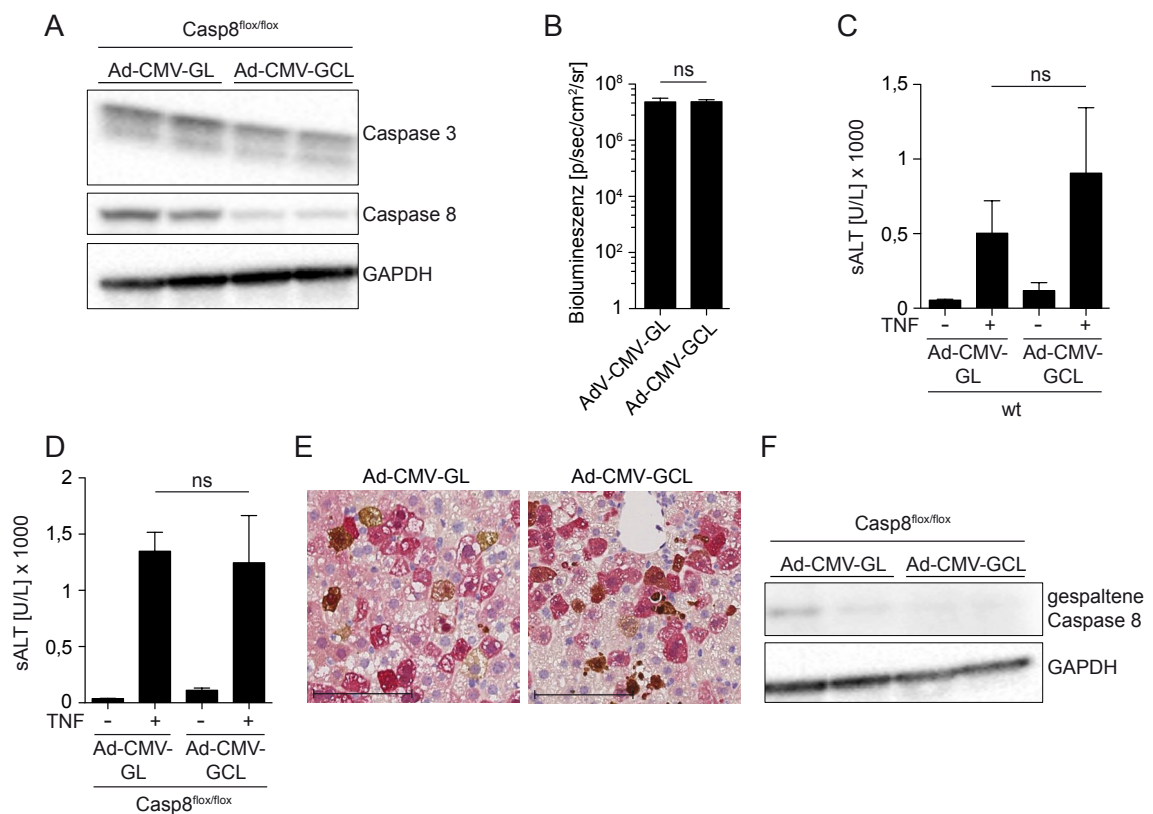 A
Casp8flox/flox
Ad-CMV-GL Ad-CMV-GCL
Caspase 3
Caspase 8
GAPDH
B
Biolumineszenz [p/sec/cm²/sr]
10⁸
10⁶
10⁴
10²
1
ns
AdV-CMV-GL
Ad-CMV-GCL
C
sALT [U/L] x 1000
1,5
1
0,5
0
ns
TNF - + - +
Ad-CMV-
GL
Ad-CMV-
GCL
wt
D
sALT [U/L] x 1000
2
1,5
1
0,5
0
ns
TNF - + - +
Ad-CMV-
GL
Ad-CMV-
GCL
Casp8flox/flox
E
Ad-CMV-GL
Ad-CMV-GCL
F
Casp8flox/flox
Ad-CMV-GL Ad-CMV-GCL
gespaltene
Caspase 8
GAPDH